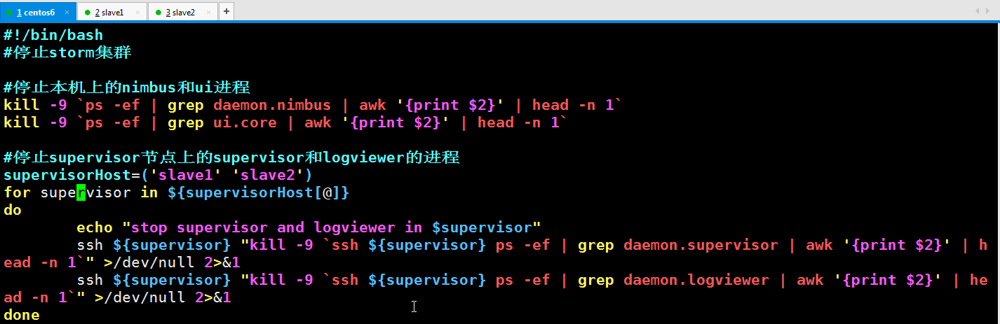 1 centos6 × 2 slave1 × 3 slave2 × +
#!/bin/bash
#停止storm集群
#停止本机上的nimbus和ui进程
kill -9 `ps -ef | grep daemon.nimbus | awk '{print $2}' | head -n 1`
kill -9 `ps -ef | grep ui.core | awk '{print $2}' | head -n 1`
#停止supervisor节点上的supervisor和logviewer的进程
supervisorHost=('slave1' 'slave2')
for supervisor in ${supervisorHost[@]}
do
echo "stop supervisor and logviewer in $supervisor"
ssh ${supervisor} "kill -9 `ssh ${supervisor} ps -ef | grep daemon.supervisor | awk '{print $2}' | h
ead -n 1`" >/dev/null 2>&1
ssh ${supervisor} "kill -9 `ssh ${supervisor} ps -ef | grep daemon.logviewer | awk '{print $2}' | he
ad -n 1`" >/dev/null 2>&1
done